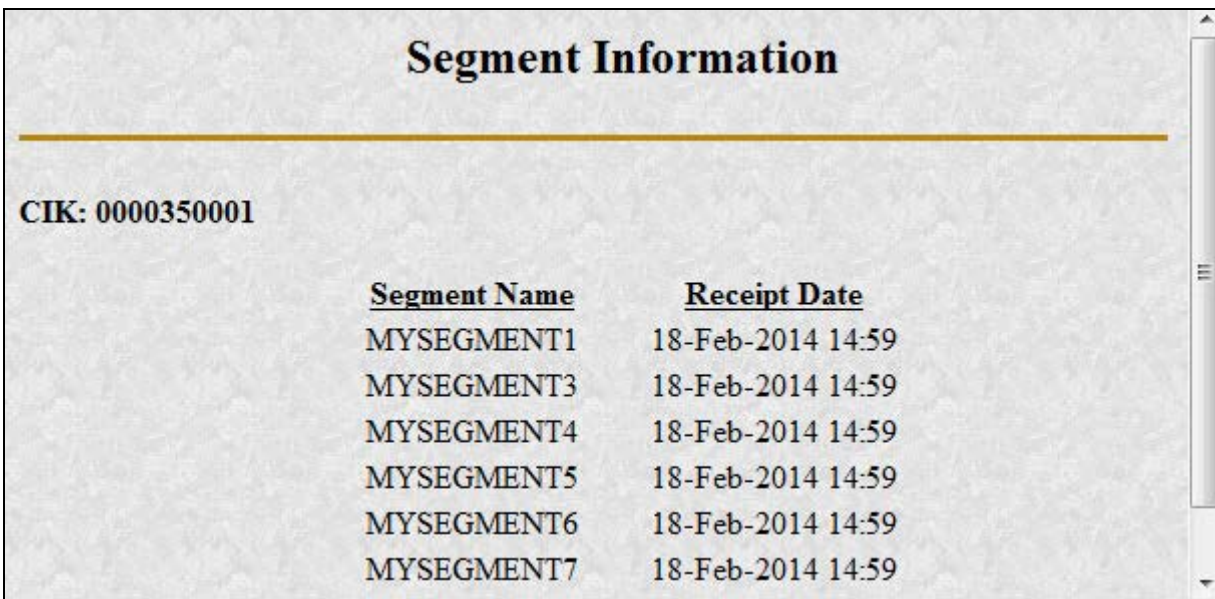 Segment Information
CIK: 0000350001
Segment Name Receipt Date
MYSEGMENT1 18-Feb-2014 14:59
MYSEGMENT3 18-Feb-2014 14:59
MYSEGMENT4 18-Feb-2014 14:59
MYSEGMENT5 18-Feb-2014 14:59
MYSEGMENT6 18-Feb-2014 14:59
MYSEGMENT7 18-Feb-2014 14:59